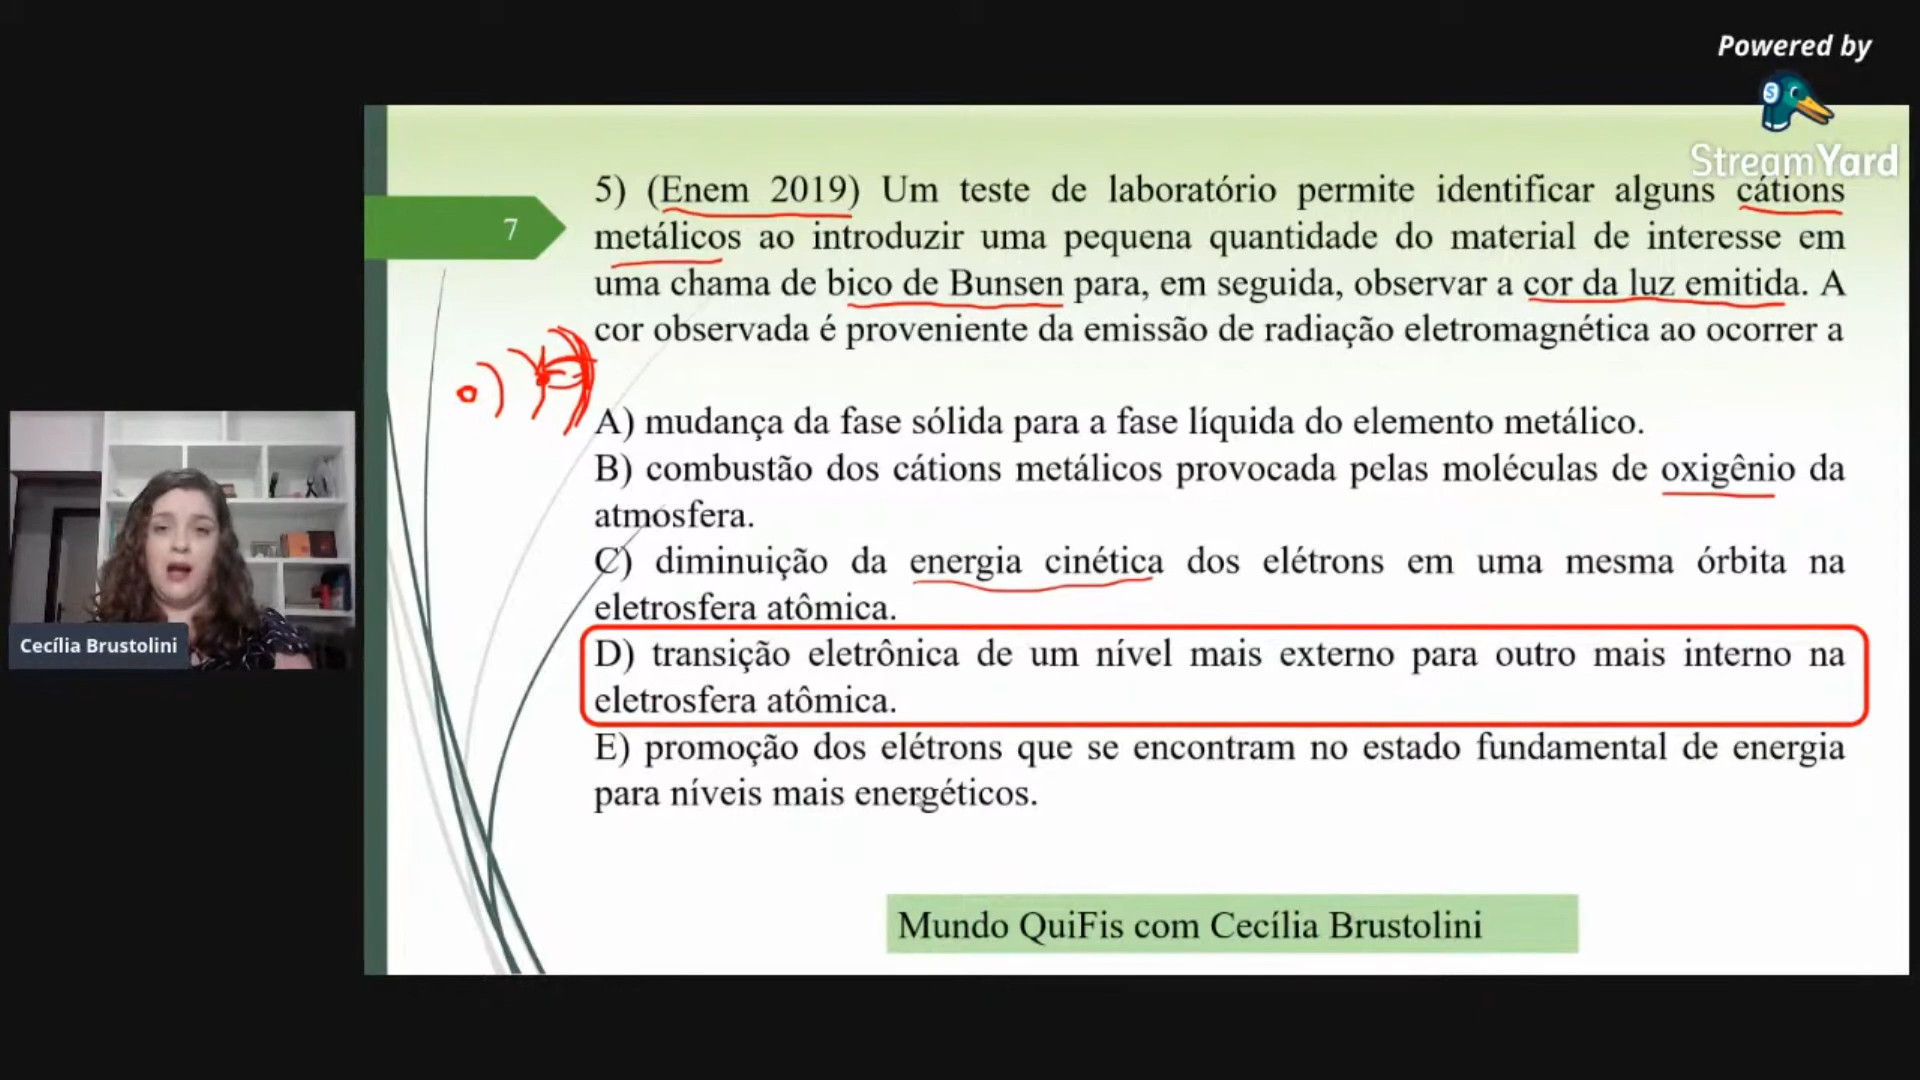 Powered by
StreamYard
7
5) (Enem 2019) Um teste de laboratório permite identificar alguns cátions
metálicos ao introduzir uma pequena quantidade do material de interesse em
uma chama de bico de Bunsen para, em seguida, observar a cor da luz emitida. A
cor observada é proveniente da emissão de radiação eletromagnética ao ocorrer a
A) mudança da fase sólida para a fase líquida do elemento metálico.
B) combustão dos cátions metálicos provocada pelas moléculas de oxigênio da
atmosfera.
C) diminuição da energia cinética dos elétrons em uma mesma órbita na
eletrosfera atômica.
D) transição eletrônica de um nível mais externo para outro mais interno na
eletrosfera atômica.
E) promoção dos elétrons que se encontram no estado fundamental de energia
para níveis mais energéticos.
Cecília Brustolini
Mundo QuiFis com Cecília Brustolini